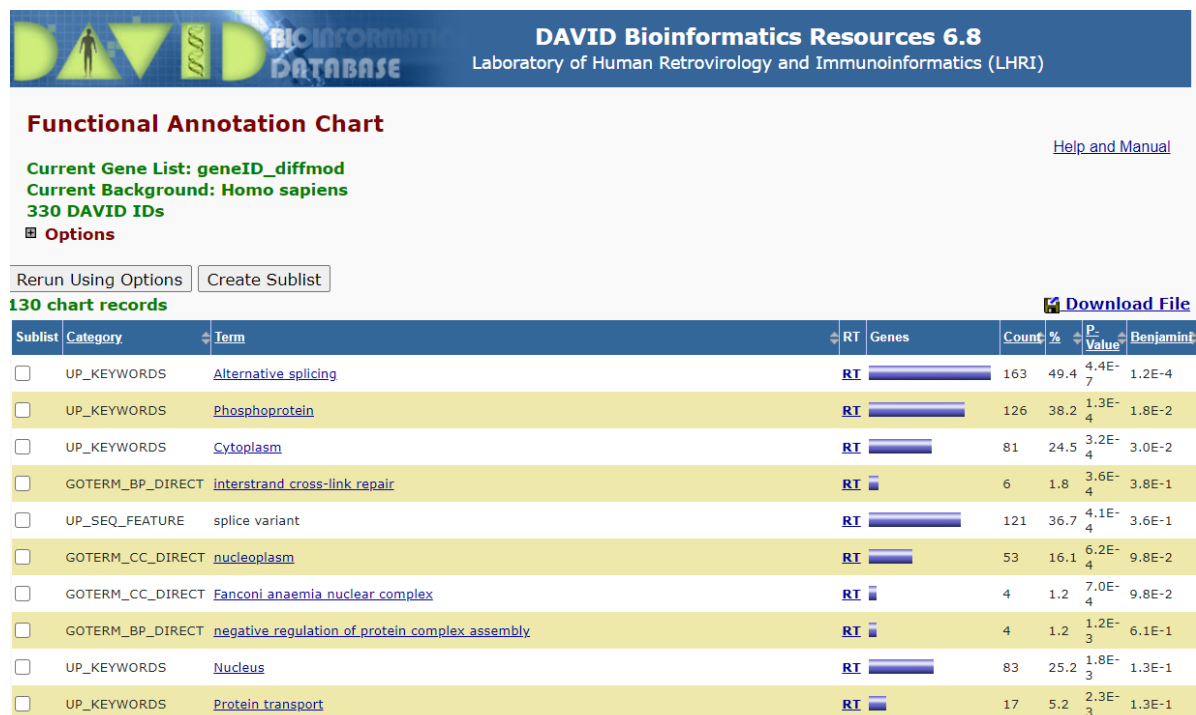 DAVID BIOINFORMATICS DATABASE
DAVID Bioinformatics Resources 6.8
Laboratory of Human Retrovirology and Immunoinformatics (LHRI)
Functional Annotation Chart
Help and Manual
Current Gene List: geneID_diffmod
Current Background: Homo sapiens
330 DAVID IDs
Options
Rerun Using Options Create Sublist
130 chart records Download File
Sublist Category Term RT Genes Count % P-Value Benjamini
UP_KEYWORDS Alternative splicing RT 163 49.4 4.4E-7 1.2E-4
UP_KEYWORDS Phosphoprotein RT 126 38.2 1.3E-4 1.8E-2
UP_KEYWORDS Cytoplasm RT 81 24.5 3.2E-4 3.0E-2
GOTERM_BP_DIRECT interstrand cross-link repair RT 6 1.8 3.6E-4 3.8E-1
UP_SEQ_FEATURE splice variant RT 121 36.7 4.1E-4 3.6E-1
GOTERM_CC_DIRECT nucleoplasm RT 53 16.1 6.2E-4 9.8E-2
GOTERM_CC_DIRECT Fanconi anaemia nuclear complex RT 4 1.2 7.0E-4 9.8E-2
GOTERM_BP_DIRECT negative regulation of protein complex assembly RT 4 1.2 1.2E-3 6.1E-1
UP_KEYWORDS Nucleus RT 83 25.2 1.8E-3 1.3E-1
UP_KEYWORDS Protein transport RT 17 5.2 2.3E-3 1.3E-1